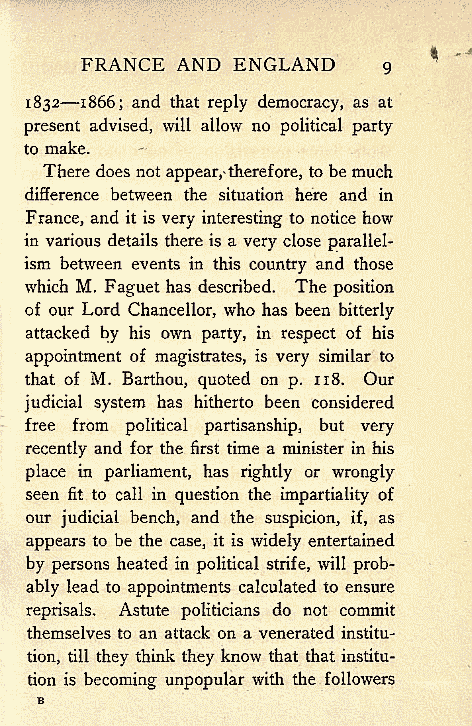 FRANCE AND ENGLAND 9
1832—1866; and that reply democracy, as at
present advised, will allow no political party
to make.
There does not appear, therefore, to be much
difference between the situation here and in
France, and it is very interesting to notice how
in various details there is a very close parallel-
ism between events in this country and those
which M. Faguet has described. The position
of our Lord Chancellor, who has been bitterly
attacked by his own party, in respect of his
appointment of magistrates, is very similar to
that of M. Barthou, quoted on p. 118. Our
judicial system has hitherto been considered
free from political partisanship, but very
recently and for the first time a minister in his
place in parliament, has rightly or wrongly
seen fit to call in question the impartiality of
our judicial bench, and the suspicion, if, as
appears to be the case, it is widely entertained
by persons heated in political strife, will prob-
ably lead to appointments calculated to ensure
reprisals. Astute politicians do not commit
themselves to an attack on a venerated institu-
tion, till they think they know that that institu-
tion is becoming unpopular with the followers
B